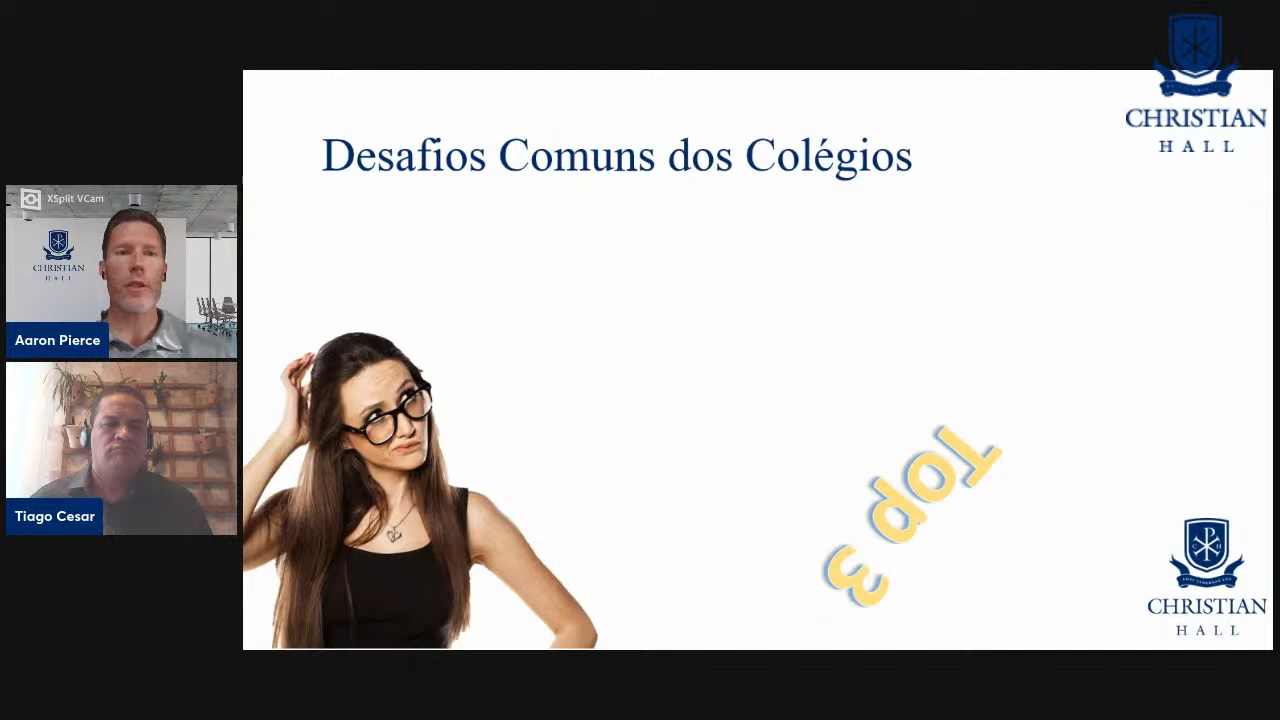 CHRISTIAN
HALL
Desafios Comuns dos Colégios
XSplit VCam
CHRISTIAN
HALL
Aaron Pierce
Tiago Cesar
Top 3
CHRISTIAN
HALL